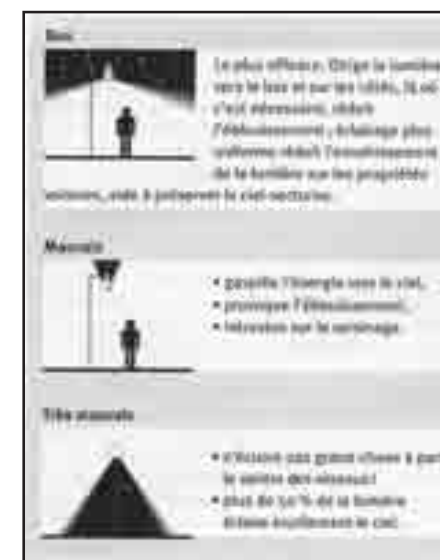 Bon
Le plus efficace. Dirige la lumière
vers le bas et sur les côtés, là où
c'est nécessaire, réduit
l'éblouissement ; éclairage plus
uniforme réduit l'envahissement
de la lumière sur les propriétés
voisines, aide à préserver le ciel nocturne.
Mauvais
• gaspille l'énergie vers le ciel,
• provoque l'éblouissement,
• intrusion sur le voisinage.
Très mauvais
• n'éclaire pas grand chose à part
le ventre des oiseaux !
• plus de 50 % de la lumière
éclaire inutilement le ciel.